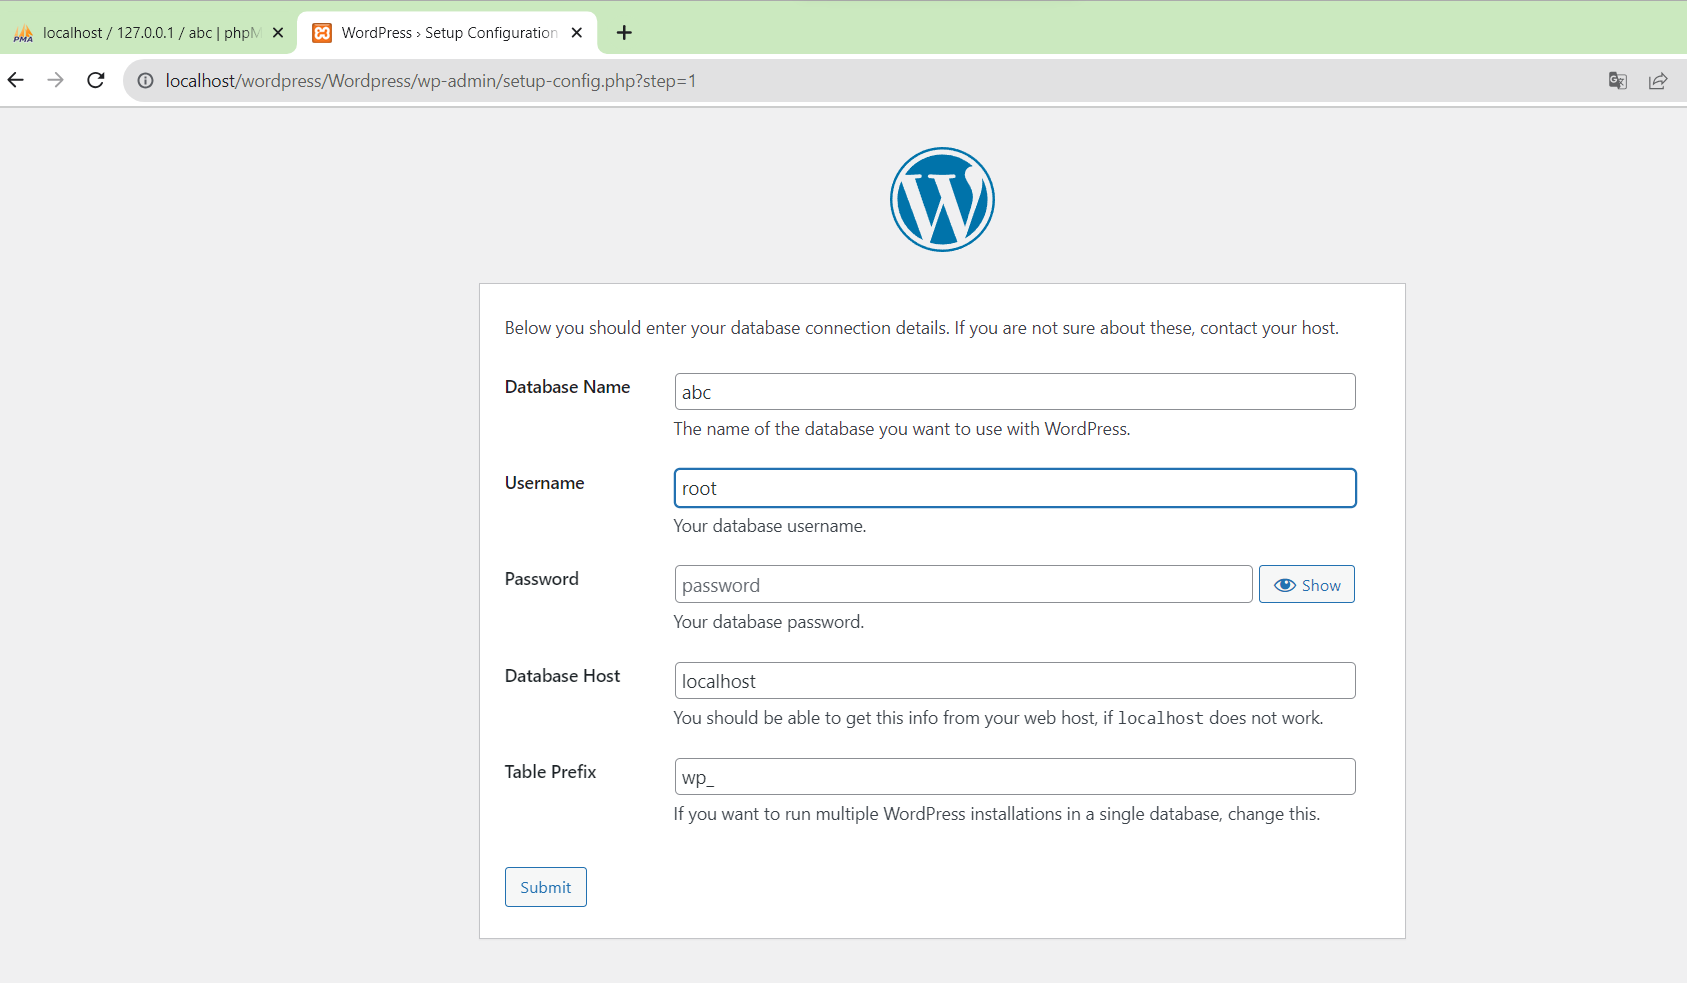 PMA localhost / 127.0.0.1 / abc | phpM WordPress › Setup Configuration
localhost/wordpress/Wordpress/wp-admin/setup-config.php?step=1
Below you should enter your database connection details. If you are not sure about these, contact your host.
Database Name abc
The name of the database you want to use with WordPress.
Username root
Your database username.
Password password Show
Your database password.
Database Host localhost
You should be able to get this info from your web host, if localhost does not work.
Table Prefix wp_
If you want to run multiple WordPress installations in a single database, change this.
Submit